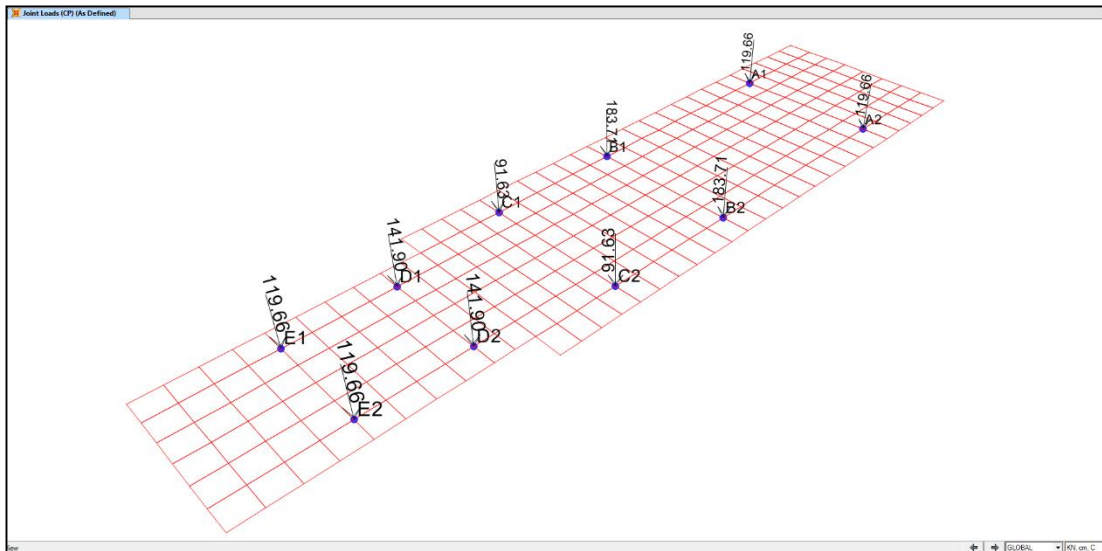 Joint Loads (CP) (As Defined)
119.66
A1
119.66
A2
183.71
B1
183.71
B2
91.63
C1
91.63
C2
141.90
D1
141.90
D2
119.66
E1
119.66
E2
GLOBAL
KN, cm, C